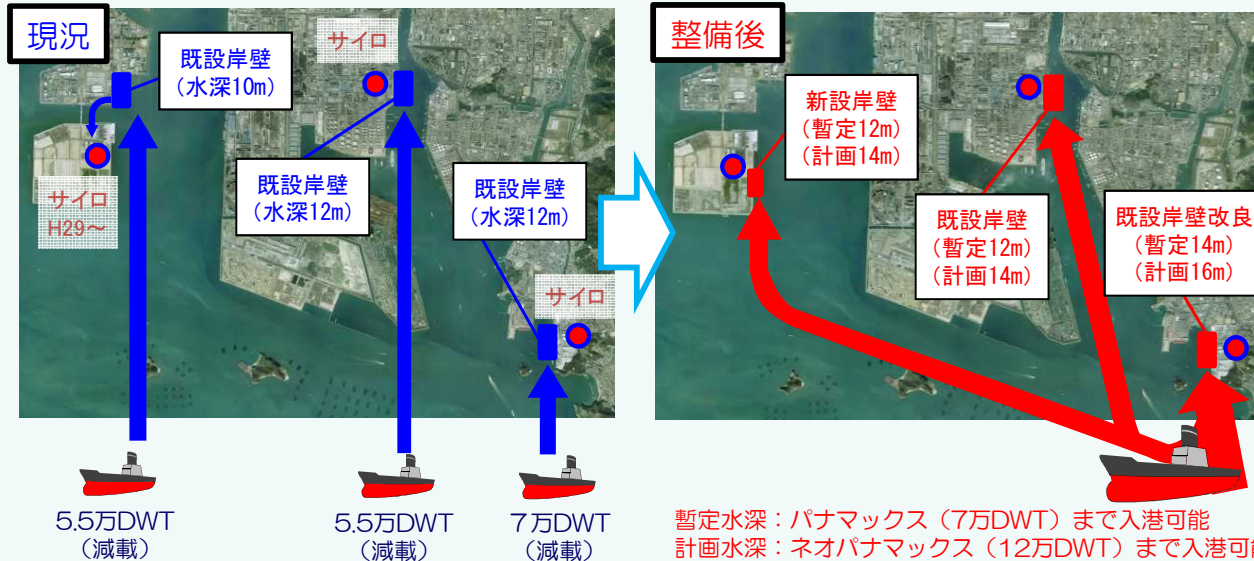 現況
既設岸壁
(水深10m)
サイロ
サイロ
H29~
既設岸壁
(水深12m)
既設岸壁
(水深12m)
サイロ
5.5万DWT
(減載)
5.5万DWT
(減載)
7万DWT
(減載)
整備後
新設岸壁
(暫定12m)
(計画14m)
既設岸壁
(暫定12m)
(計画14m)
既設岸壁改良
(暫定14m)
(計画16m)
暫定水深:パナマックス(7万DWT)まで入港可能
計画水深:ネオパナマックス(12万DWT)まで入港可能